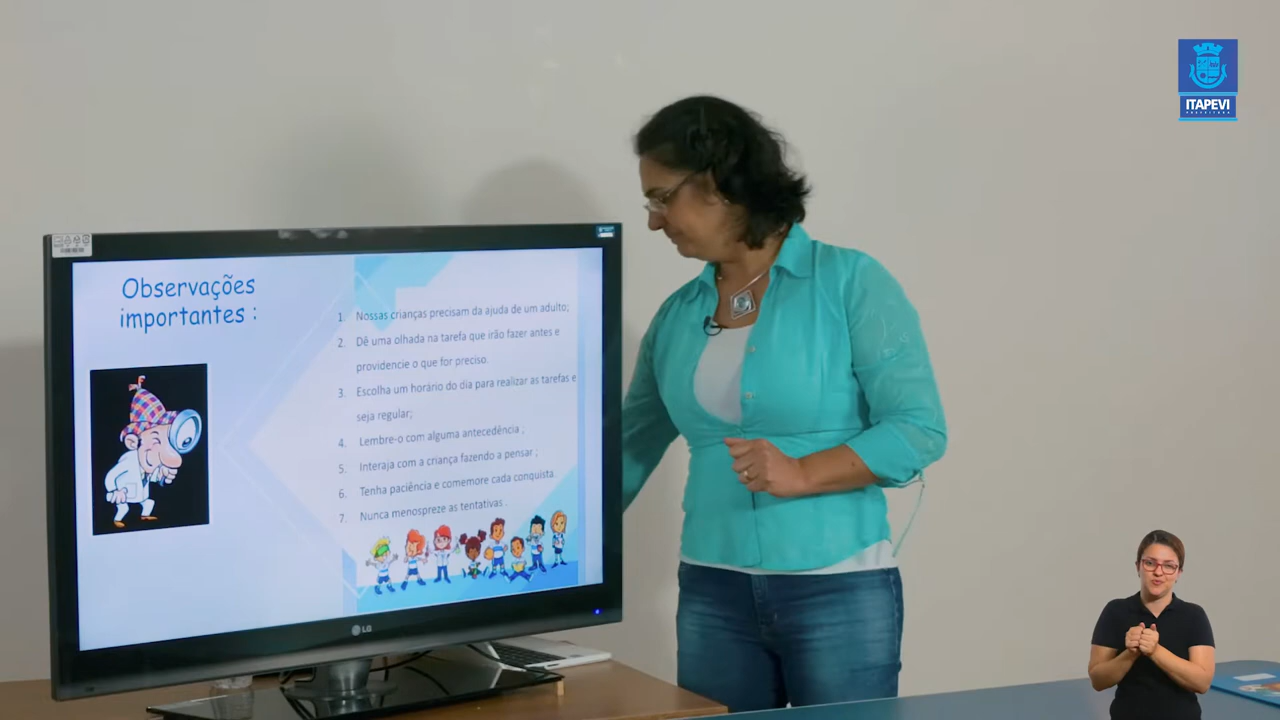 ITAPEVI
PREFEITURA
Observações
importantes :
1. Nossas crianças precisam da ajuda de um adulto;
2. Dê uma olhada na tarefa que irão fazer antes e
providencie o que for preciso.
3. Escolha um horário do dia para realizar as tarefas e
seja regular;
4. Lembre-o com alguma antecedência ;
5. Interaja com a criança fazendo a pensar ;
6. Tenha paciência e comemore cada conquista.
7. Nunca menospreze as tentativas .
LG